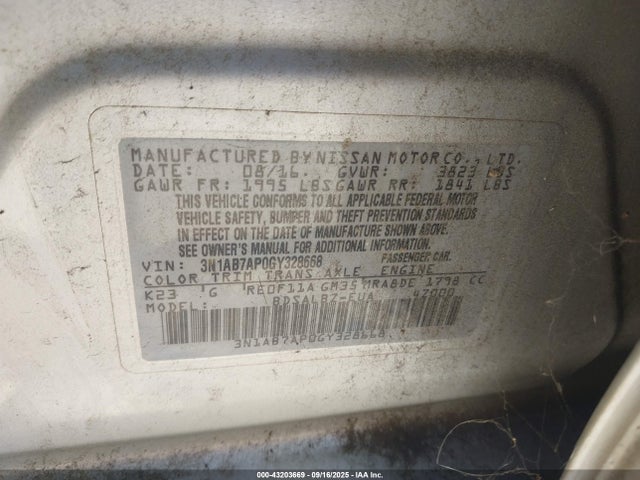 MANUFACTURED BY NISSAN MOTOR CO., LTD.
DATE: 08/16. GVWR: 3823 LBS
GAWR FR: 1995 LBS GAWR RR: 1841 LBS
THIS VEHICLE CONFORMS TO ALL APPLICABLE FEDERAL MOTOR
VEHICLE SAFETY, BUMPER AND THEFT PREVENTION STANDARDS
IN EFFECT ON THE DATE OF MANUFACTURE SHOWN ABOVE.
SEE OWNER'S MANUAL FOR ADDITIONAL INFORMATION.
VIN: 3N1AB7AP0GY328668 PASSENGER CAR.
COLOR TRIM TRANS AXLE ENGINE
K23 'G RE0F11A GM35 MRA8DE 1798 CC
MODEL: BDSALBZ-EUA 47000
3N1AB7AP0GY328668
000-43203669 09/16/2025 IAA Inc.